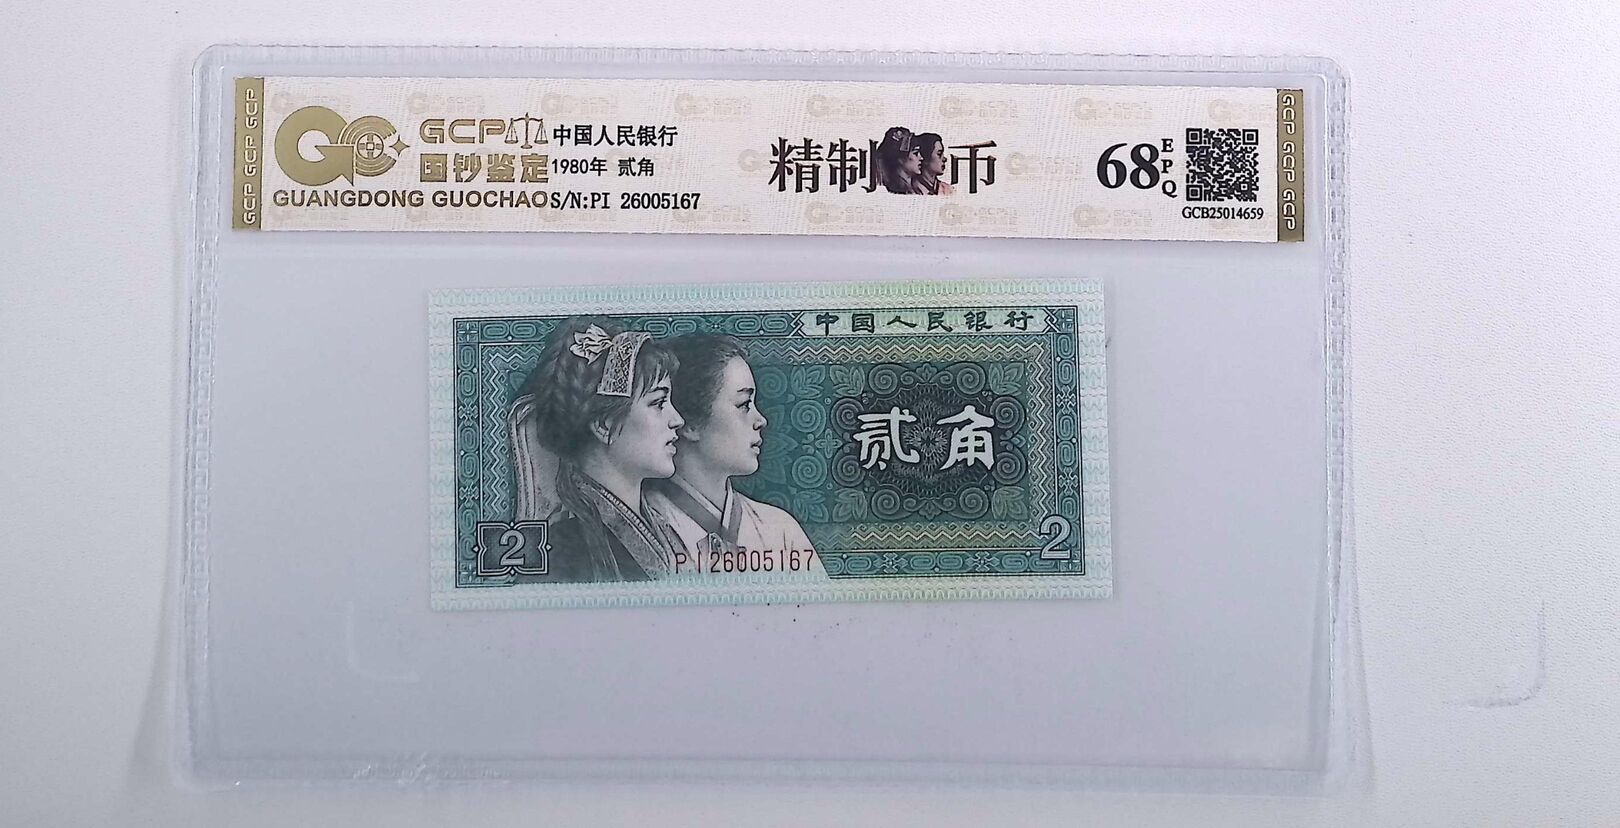 GCP GCP GCP
GCP
国钞鉴定
GUANGDONG GUOCHAO
中国人民银行
1980年 贰角
S/N:PI 26005167
精制币
68
EPQ
GCB25014659
GCP GCP GCP
中国人民银行
贰角
2
2
PI26005167